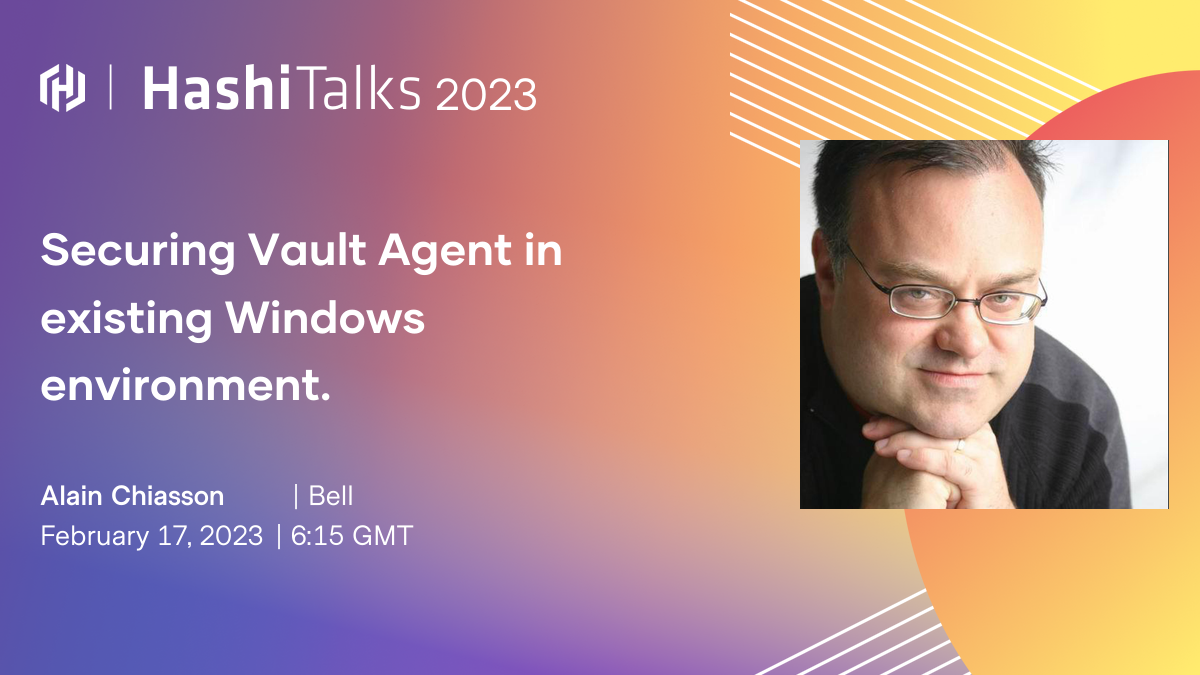 HashiTalks 2023
Securing Vault Agent in
existing Windows
environment.
Alain Chiasson | Bell
February 17, 2023 | 6:15 GMT